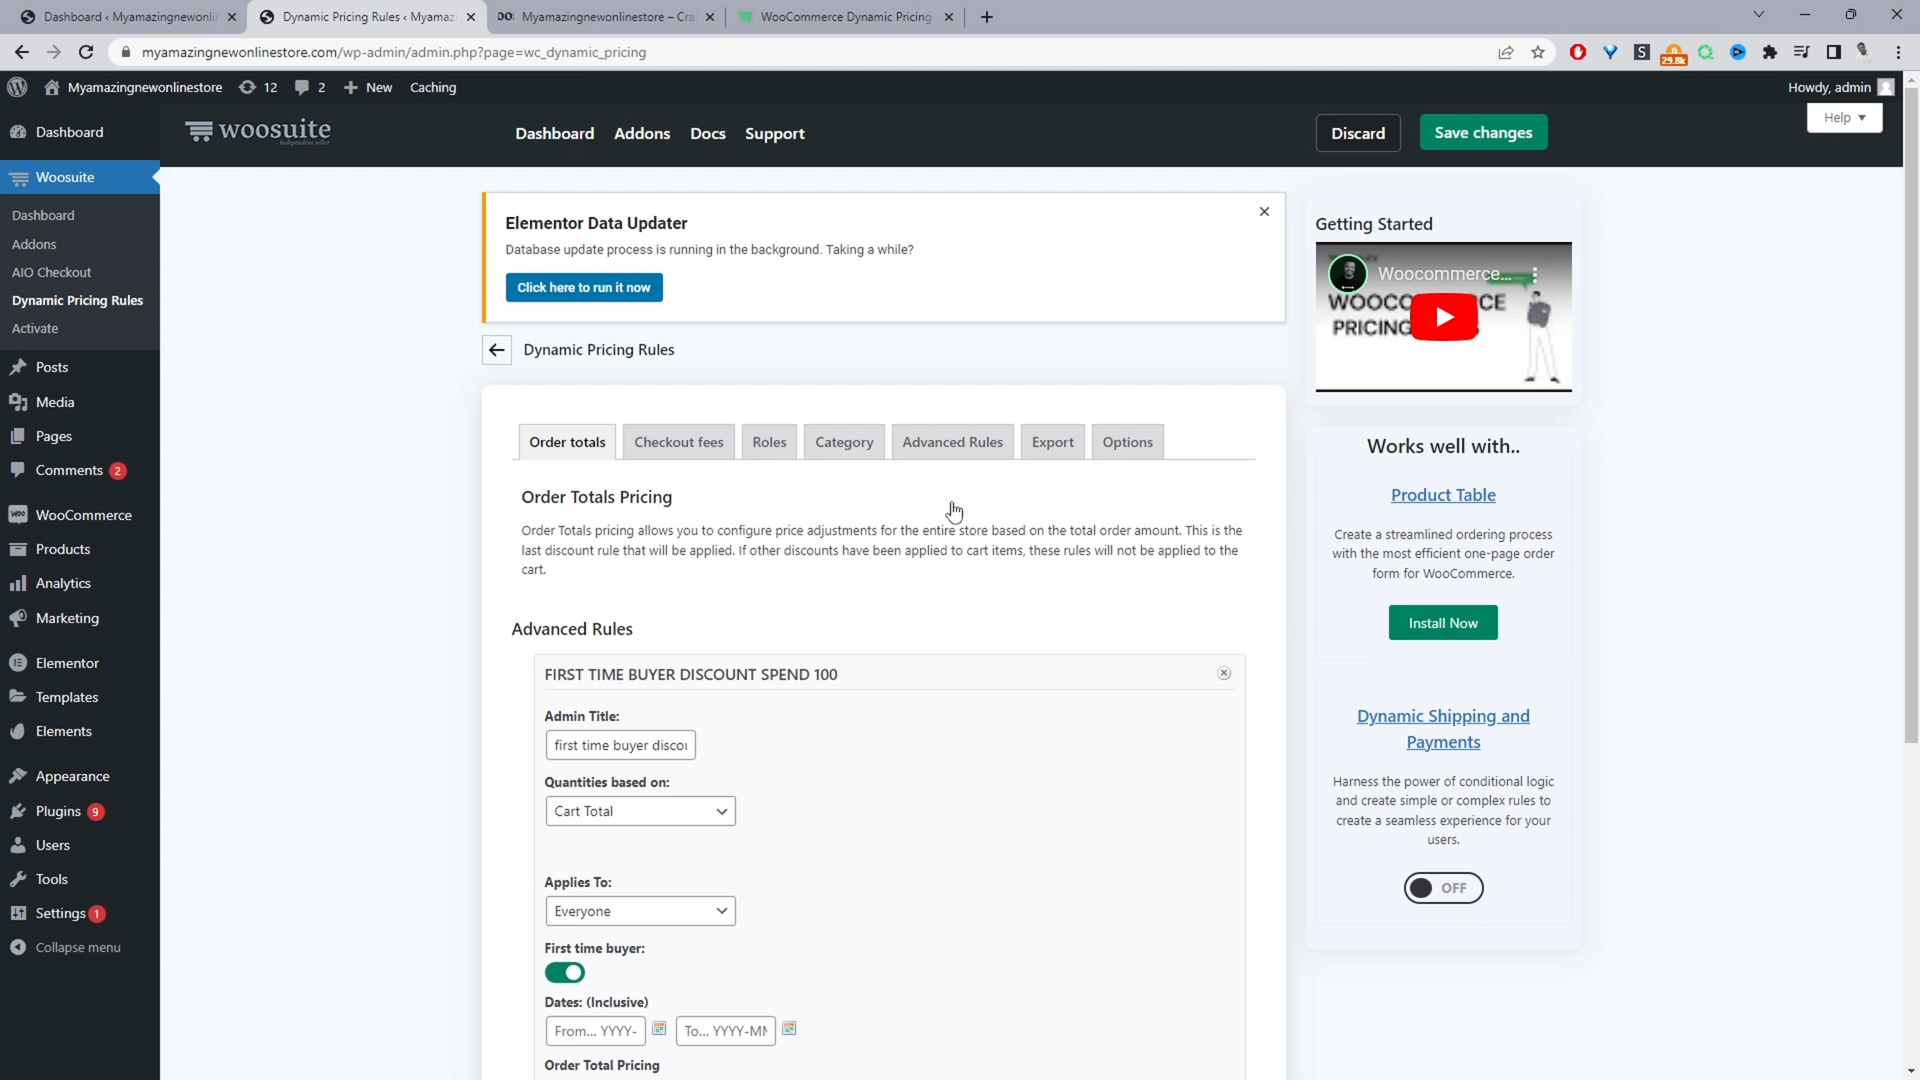 Dashboard ‹ Myamazingnewonlin
Dynamic Pricing Rules ‹ Myamaz
Myamazingnewonlinestore – Cra
WooCommerce Dynamic Pricing
myamazingnewonlinestore.com/wp-admin/admin.php?page=wc_dynamic_pricing
29.8k
Myamazingnewonlinestore
12
2
New
Caching
Howdy, admin
Dashboard
woosuite
Independent seller
Dashboard
Addons
Docs
Support
Discard
Save changes
Help
Woosuite
Dashboard
Addons
AIO Checkout
Dynamic Pricing Rules
Activate
Posts
Media
Pages
Comments 2
WooCommerce
Products
Analytics
Marketing
Elementor
Templates
Elements
Appearance
Plugins 9
Users
Tools
Settings 1
Collapse menu
Elementor Data Updater
Database update process is running in the background. Taking a while?
Click here to run it now
Dynamic Pricing Rules
Order totals
Checkout fees
Roles
Category
Advanced Rules
Export
Options
Order Totals Pricing
Order Totals pricing allows you to configure price adjustments for the entire store based on the total order amount. This is the
last discount rule that will be applied. If other discounts have been applied to cart items, these rules will not be applied to the
cart.
Advanced Rules
FIRST TIME BUYER DISCOUNT SPEND 100
Admin Title:
first time buyer discou
Quantities based on:
Cart Total
Applies To:
Everyone
First time buyer:
Dates: (Inclusive)
From... YYYY-
To... YYYY-MM
Order Total Pricing
Getting Started
Woocommerce...
WOOCC CE
PRICING S
Works well with..
Product Table
Create a streamlined ordering process
with the most efficient one-page order
form for WooCommerce.
Install Now
Dynamic Shipping and
Payments
Harness the power of conditional logic
and create simple or complex rules to
create a seamless experience for your
users.
OFF